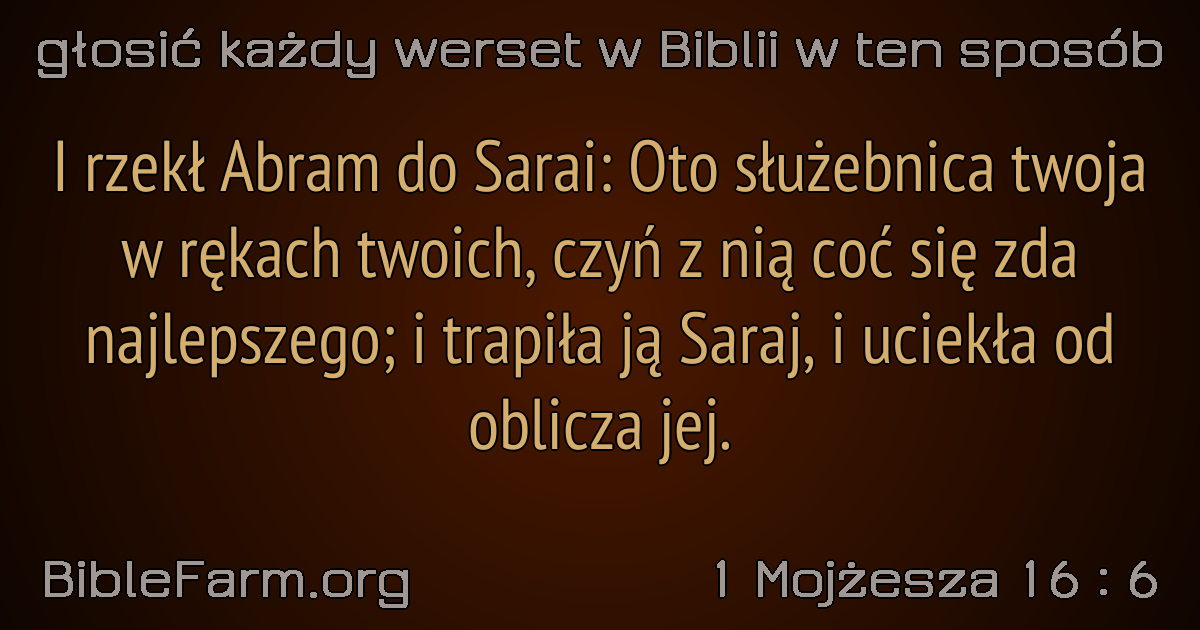 głosić każdy werset w Biblii w ten sposób
I rzekł Abram do Sarai: Oto służebnica twoja
w rękach twoich, czyń z nią coć się zda
najlepszego; i trapiła ją Saraj, i uciekła od
oblicza jej.
BibleFarm.org
1 Mojżesza 16 : 6